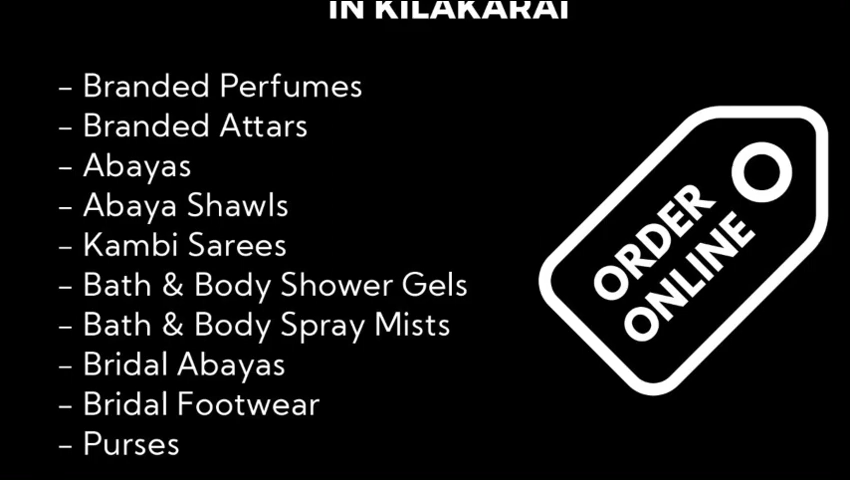 IN KILAKARAI
- Branded Perfumes
- Branded Attars
- Abayas
- Abaya Shawls
- Kambi Sarees
- Bath & Body Shower Gels
- Bath & Body Spray Mists
- Bridal Abayas
- Bridal Footwear
- Purses
ORDER
ONLINE